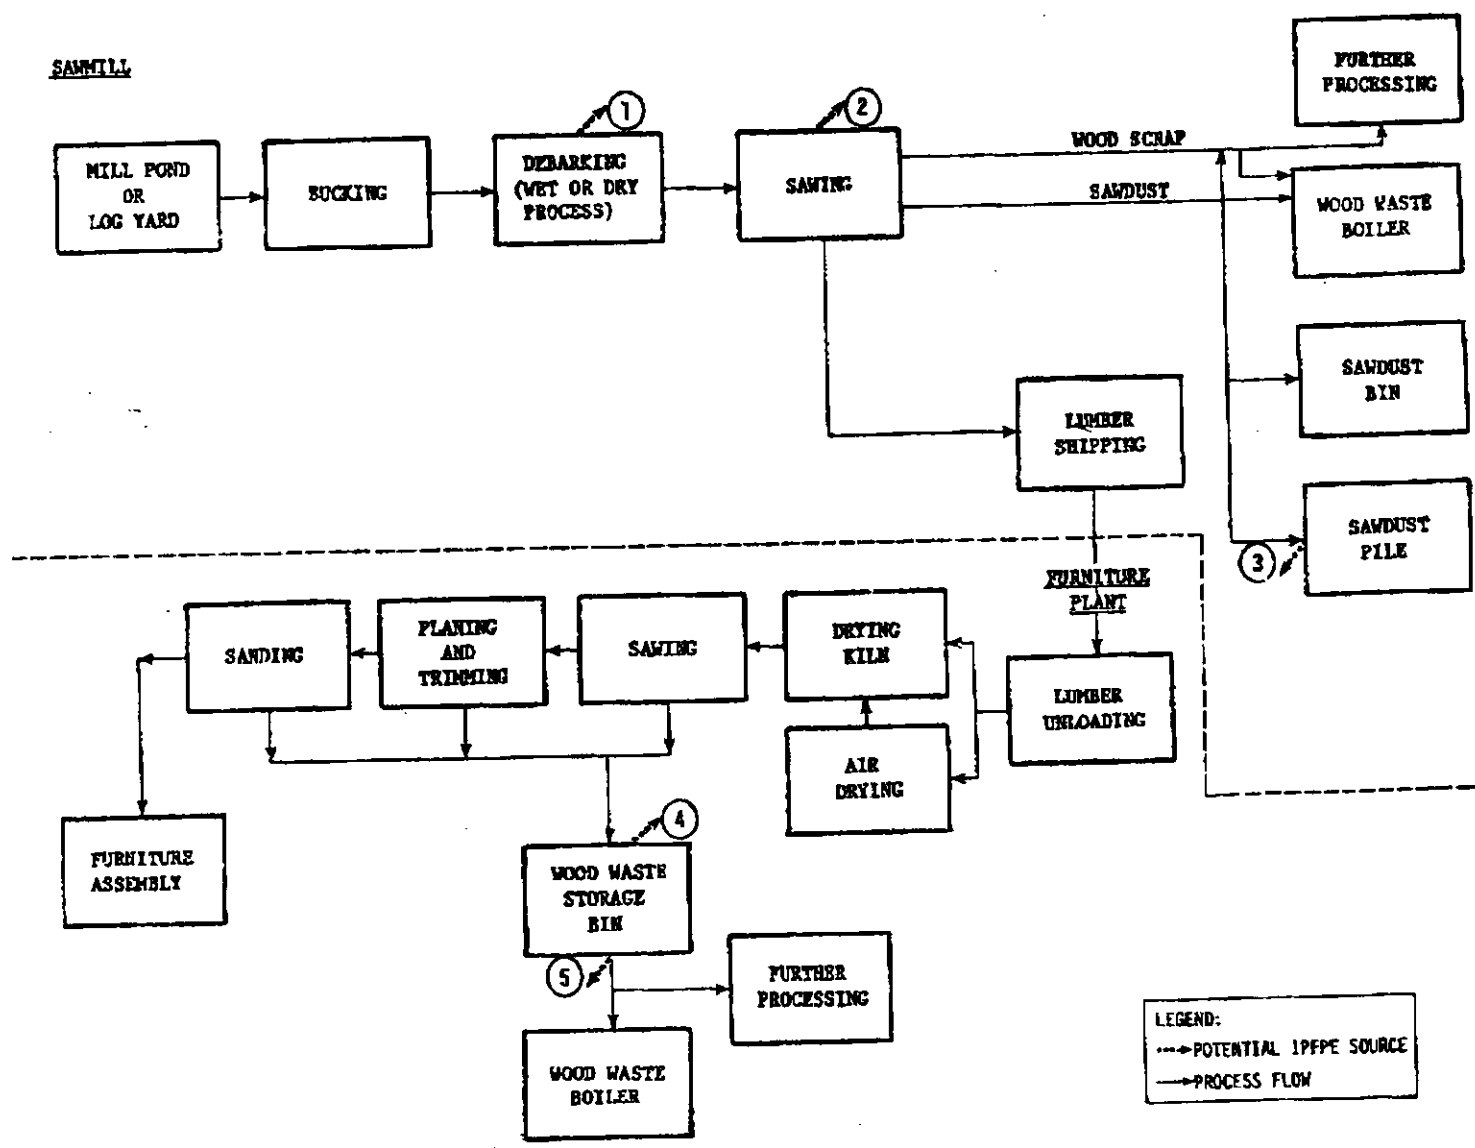 SAWMILL
MILL POND
OR
LOG YARD
BUCKING
1
DEBARKING
(WET OR DRY
PROCESS)
2
SAWING
WOOD SCRAP
SAWDUST
FURTHER
PROCESSING
WOOD WASTE
BOILER
SAWDUST
BIN
LUMBER
SHIPPING
SAWDUST
PILE
3
FURNITURE
PLANT
SANDING
PLANING
AND
TRIMMING
SAWING
DRYING
KILN
LUMBER
UNLOADING
AIR
DRYING
FURNITURE
ASSEMBLY
4
WOOD WASTE
STORAGE
BIN
5
FURTHER
PROCESSING
WOOD WASTE
BOILER
LEGEND:
POTENTIAL IPFPE SOURCE
PROCESS FLOW